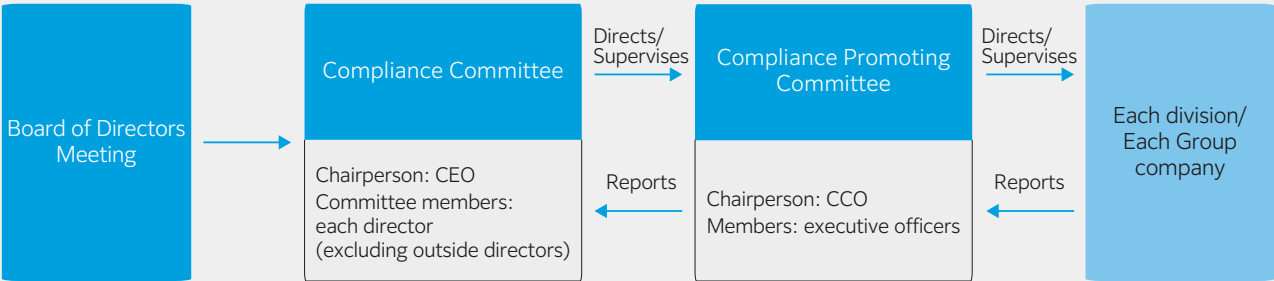 Board of Directors
Meeting
Compliance Committee
Chairperson: CEO
Committee members:
each director
(excluding outside directors)
Directs/
Supervises
Reports
Compliance Promoting
Committee
Chairperson: CCO
Members: executive officers
Directs/
Supervises
Reports
Each division/
Each Group
company